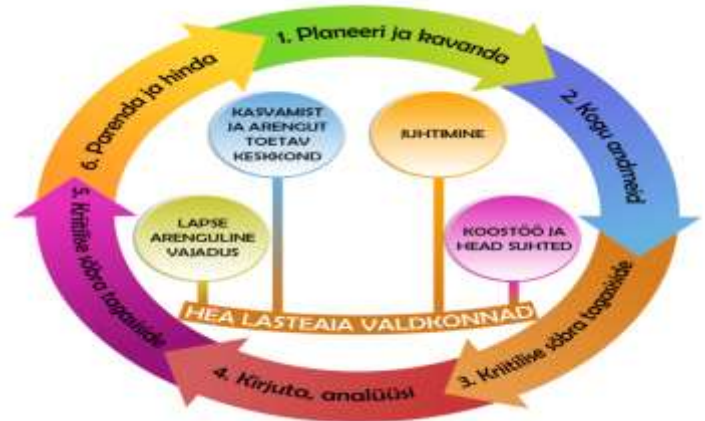 1. Planeeri ja kavanda
2. Kogu andmeid
3. Kriitilise sõbra tagasiside
4. Kirjuta, analüüsi
5. Kriitilise sõbra tagasiside
6. Parenda ja hinda
KASVAMIST
JA ARENGUT
TOETAV
KESKKOND
JUHTIMINE
LAPSE
ARENGULINE
VAJADUS
KOOSTÖÖ JA
HEAD SUHTED
HEA LASTEAIA VALDKONNAD